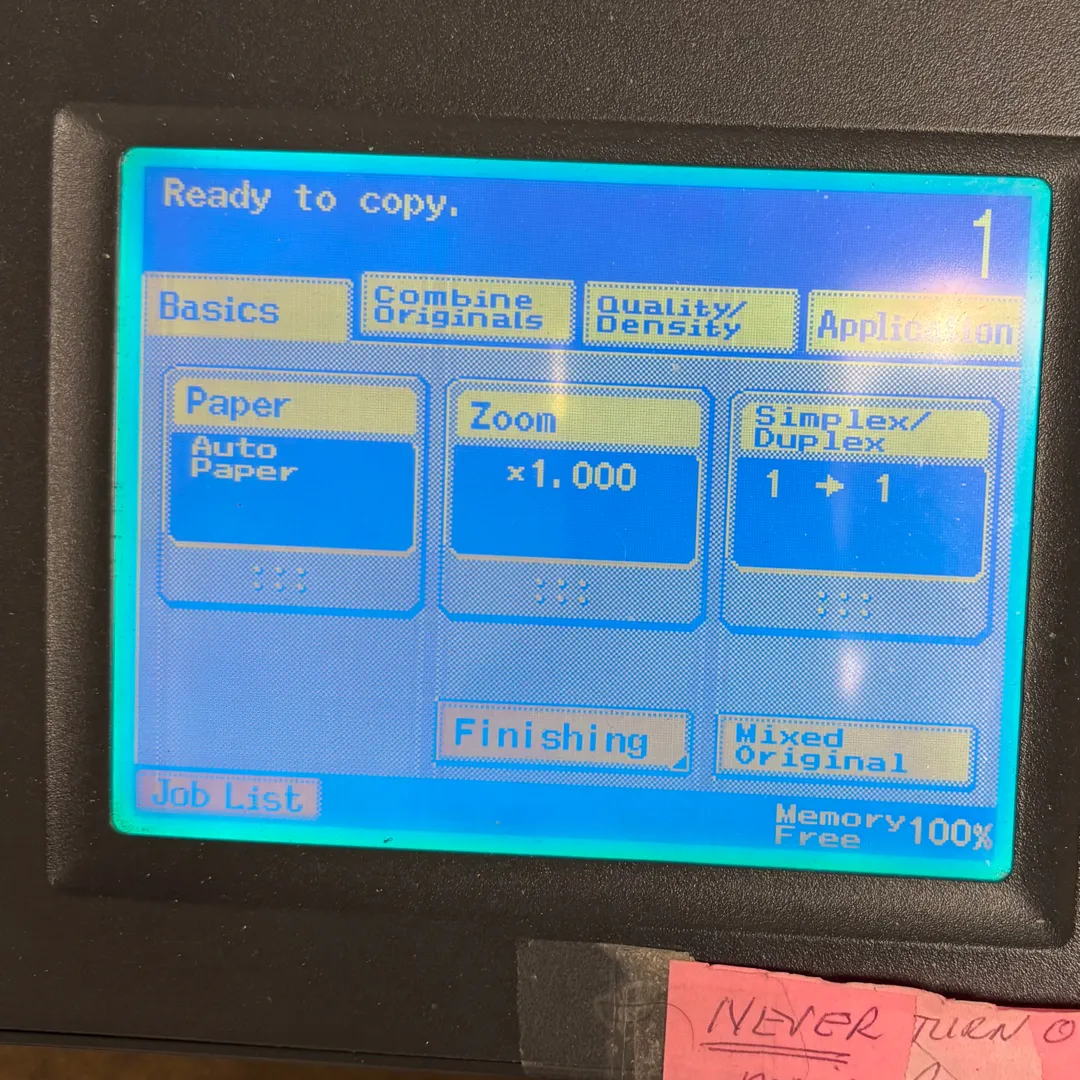 Ready to copy.
1
Basics
Combine
Originals
Quality/
Density
Application
Paper
Auto
Paper
Zoom
×1.000
Simplex/
Duplex
1 → 1
Finishing
Mixed
Original
Job List
Memory
Free
100%
NEVER TURN